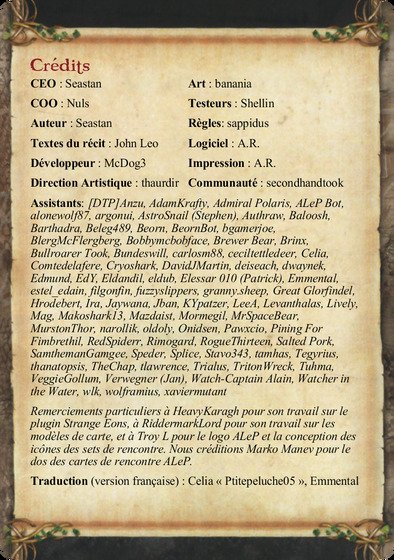 Crédits
CEO : Seastan
Art : banania
COO : Nuls
Testeurs : Shellin
Auteur : Seastan
Règles: sappidus
Textes du récit : John Leo
Logiciel : A.R.
Développeur : McDog3
Impression : A.R.
Direction Artistique : thaurdir
Communauté : secondhandtook
Assistants: [DTP]Anzu, AdamKrafty, Admiral Polaris, ALeP Bot,
alonewolf87, argonui, AstroSnail (Stephen), Authraw, Baloosh,
Barthadra, Beleg489, Beorn, BeornBot, bgamerjoe,
BlergMcFlergberg, Bobbymcbobface, Brewer Bear, Brinx,
Bullroarer Took, Bundeswill, carlosm88, ceciltettledeer, Celia,
Comtedelafere, Cryoshark, DavidJMartin, deiseach, dwaynek,
Edmund, EdY, Eldandil, eldub, Elessar 010 (Patrick), Emmental,
estel_edain, filgonfin, fuzzyslippers, granny.sheep, Great Glorfindel,
Hrodebert, Ira, Jaywana, Jban, KYpatzer, LeeA, Levanthalas, Lively,
Mag, Makoshark13, Mazdaist, Mormegil, MrSpaceBear,
MurstonThor, narollik, oldoly, Onidsen, Pawxcio, Pining For
Fimbrethil, RedSpiderr, Rimogard, RogueThirteen, Salted Pork,
SamthemanGamgee, Speder, Splice, Stavo343, tamhas, Tegyrius,
thanatopsis, TheChap, tlawrence, Trialus, TritonWreck, Tuhma,
VeggieGollum, Verwegner (Jan), Watch-Captain Alain, Watcher in
the Water, wlk, wolframius, xaviermutant
Remerciements particuliers à HeavyKaragh pour son travail sur le
plugin Strange Eons, à RiddermarkLord pour son travail sur les
modèles de carte, et à Troy L pour le logo ALeP et la conception des
icônes des sets de rencontre. Nous créditions Marko Manev pour le
dos des cartes de rencontre ALeP.
Traduction (version française) : Celia « Ptitepeluche05 », Emmental